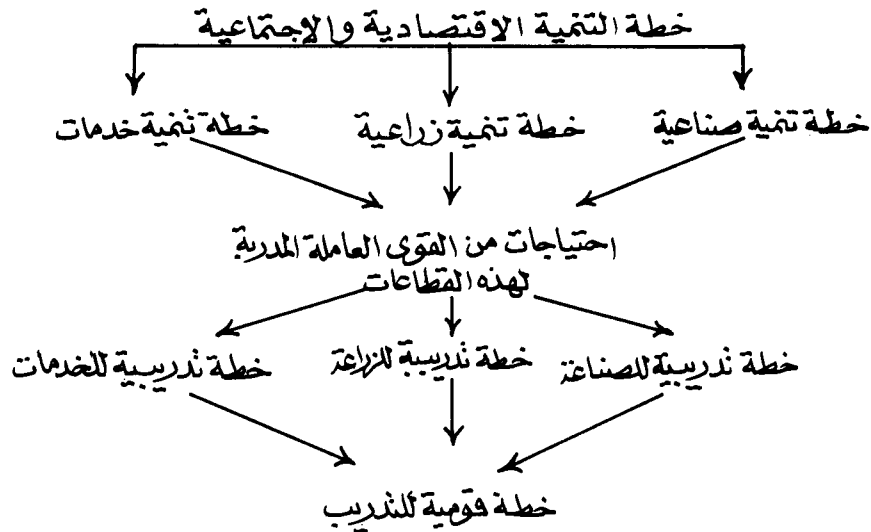 خطة التنمية الاقتصادية والإجتماعية
خطة تنمية صناعية
خطة تنمية زراعية
خطة تنمية خدمات
احتياجات من القوى العاملة المدربة
لهذه القطاعات
خطة تدريبية للصناعة
خطة تدريبية للزراعة
خطة تدريبية للخدمات
خطة قومية للتدريب